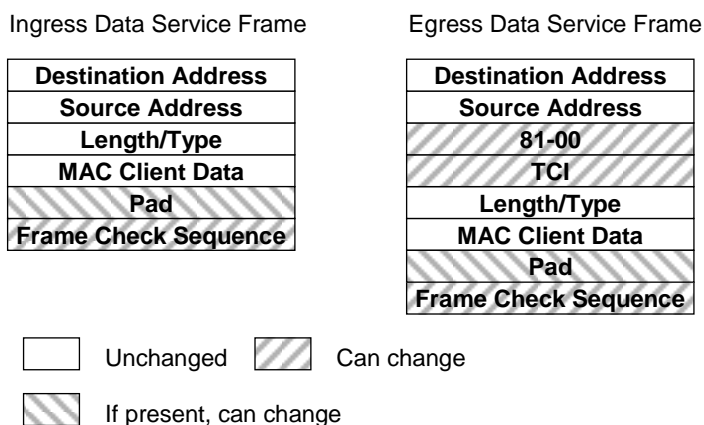 Ingress Data Service Frame
Destination Address
Source Address
Length/Type
MAC Client Data
Pad
Frame Check Sequence
Egress Data Service Frame
Destination Address
Source Address
81-00
TCI
Length/Type
MAC Client Data
Pad
Frame Check Sequence
Unchanged
Can change
If present, can change